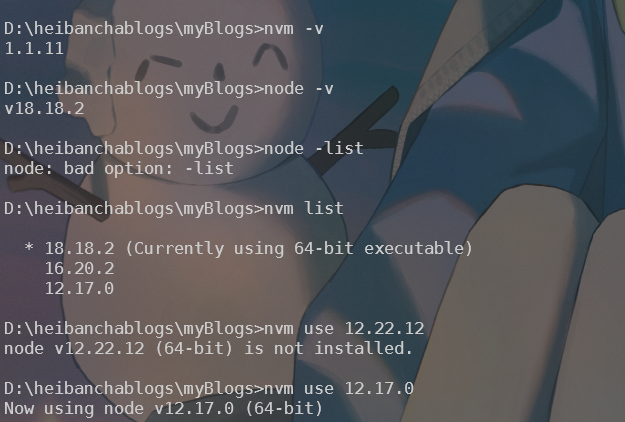 D:\heibanchablogs\myBlogs>nvm -v
1.1.11
D:\heibanchablogs\myBlogs>node -v
v18.18.2
D:\heibanchablogs\myBlogs>node -list
node: bad option: -list
D:\heibanchablogs\myBlogs>nvm list
* 18.18.2 (Currently using 64-bit executable)
16.20.2
12.17.0
D:\heibanchablogs\myBlogs>nvm use 12.22.12
node v12.22.12 (64-bit) is not installed.
D:\heibanchablogs\myBlogs>nvm use 12.17.0
Now using node v12.17.0 (64-bit)